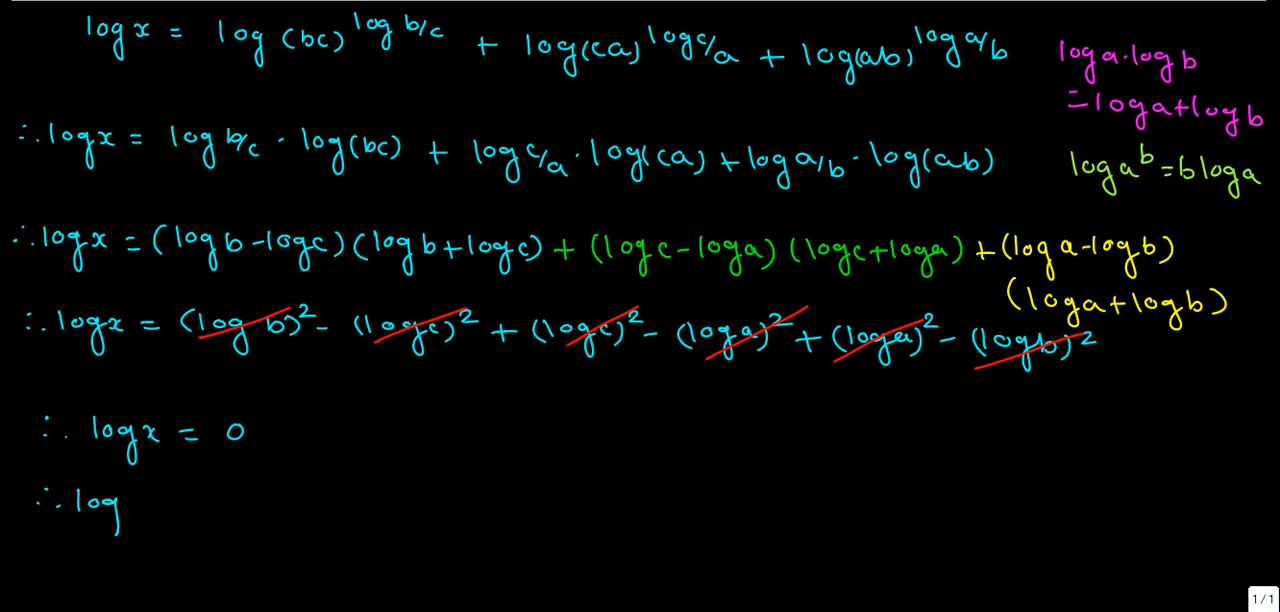 log x = log (bc)^log b/c + log(ca)^log c/a + log(ab)^log a/b
log a · log b
= log a + log b
∴ log x = log b/c · log(bc) + log c/a · log(ca) + log a/b · log(ab)
log a^b = b log a
∴ log x = (log b - log c) (log b + log c) + (log c - log a) (log c + log a) + (log a - log b)
(log a + log b)
∴ log x = (log b)² - (log c)² + (log c)² - (log a)² + (log a)² - (log b)²
∴ log x = 0
∴ log
1 / 1